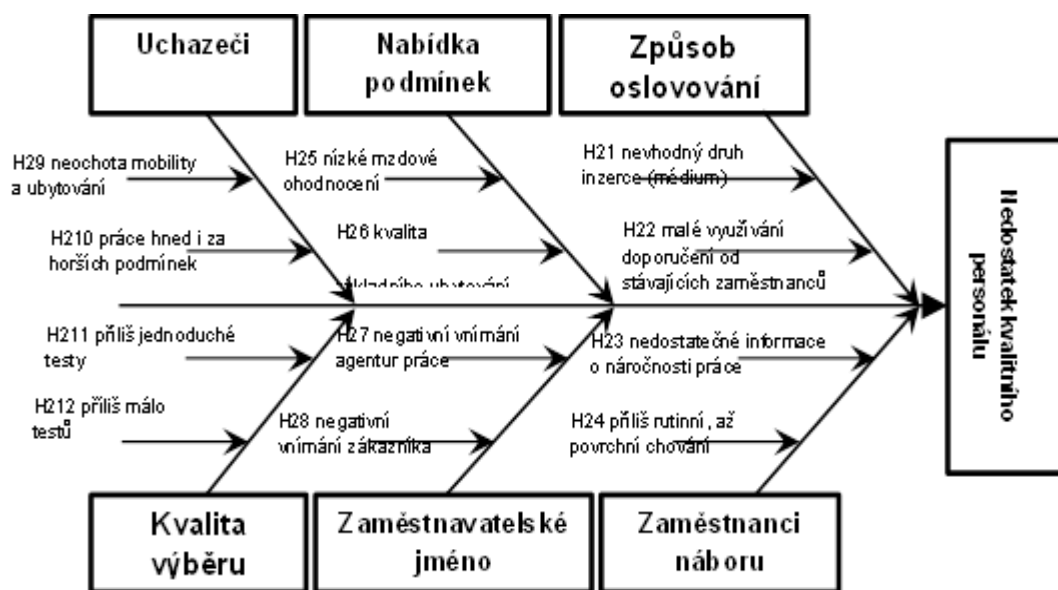 Uchazeči
Nabídka
podmínek
Způsob
oslovování
H29 neochota mobility
a ubytování
H25 nízké mzdové
ohodnocení
H21 nevhodný druh
inzerce (médium)
H210 práce hned i za
horších podmínek
H26 kvalita
ubytování
H22 malé využívání
doporučení od
stávajících zaměstnanců
Nedostatek kvalitního
personálu
H211 příliš jednoduché
testy
H27 negativní vnímání
agentur práce
H23 nedostatečné informace
o náročnosti práce
H212 příliš málo
testů
H28 negativní
vnímání zákazníka
H24 příliš rutinní, až
povrchní chování
Kvalita
výběru
Zaměstnavatelské
jméno
Zaměstnanci
náboru